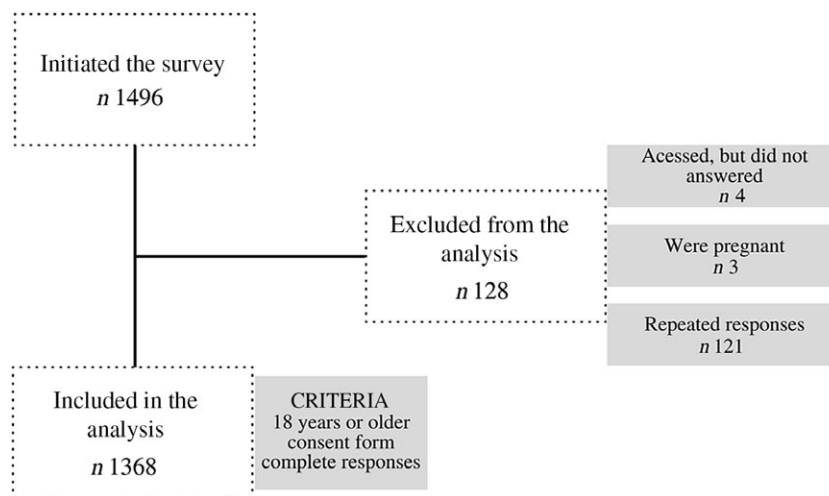 Initiated the survey
n 1496
Acessed, but did not
answered
n 4
Excluded from the
analysis
n 128
Were pregnant
n 3
Repeated responses
n 121
Included in the
analysis
n 1368
CRITERIA
18 years or older
consent form
complete responses